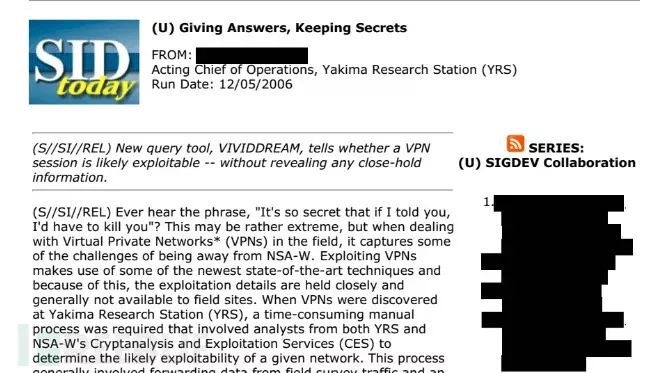 SID
today
(U) Giving Answers, Keeping Secrets
FROM:
Acting Chief of Operations, Yakima Research Station (YRS)
Run Date: 12/05/2006
(S//SI//REL) New query tool, VIVIDDREAM, tells whether a VPN
session is likely exploitable -- without revealing any close-hold
information.
(S//SI//REL) Ever hear the phrase, "It's so secret that if I told you,
I'd have to kill you"? This may be rather extreme, but when dealing
with Virtual Private Networks* (VPNs) in the field, it captures some
of the challenges of being away from NSA-W. Exploiting VPNs
makes use of some of the newest state-of-the-art techniques and
because of this, the exploitation details are held closely and
generally not available to field sites. When VPNs were discovered
at Yakima Research Station (YRS), a time-consuming manual
process was required that involved analysts from both YRS and
NSA-W's Cryptanalysis and Exploitation Services (CES) to
determine the likely exploitability of a given network. This process
generally involved forwarding data from field survey traffic and an
SERIES:
(U) SIGDEV Collaboration
1.